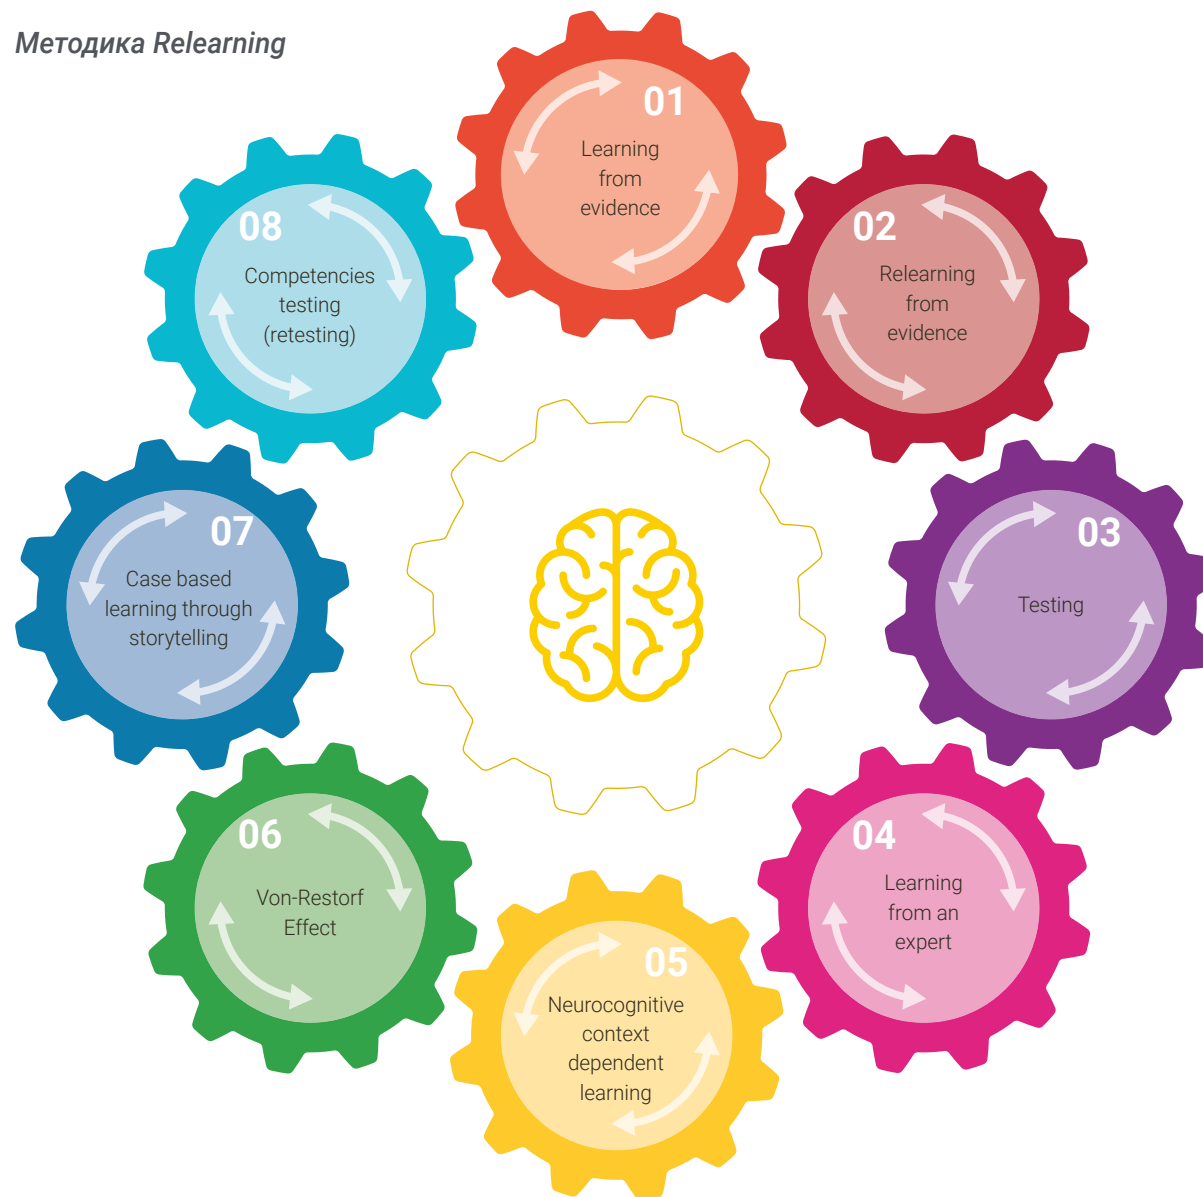 Методика Relearning
01
Learning
from
evidence
02
Relearning
from
evidence
03
Testing
04
Learning
from an
expert
05
Neurocognitive
context
dependent
learning
06
Von-Restorf
Effect
07
Case based
learning through
storytelling
08
Competencies
testing
(retesting)